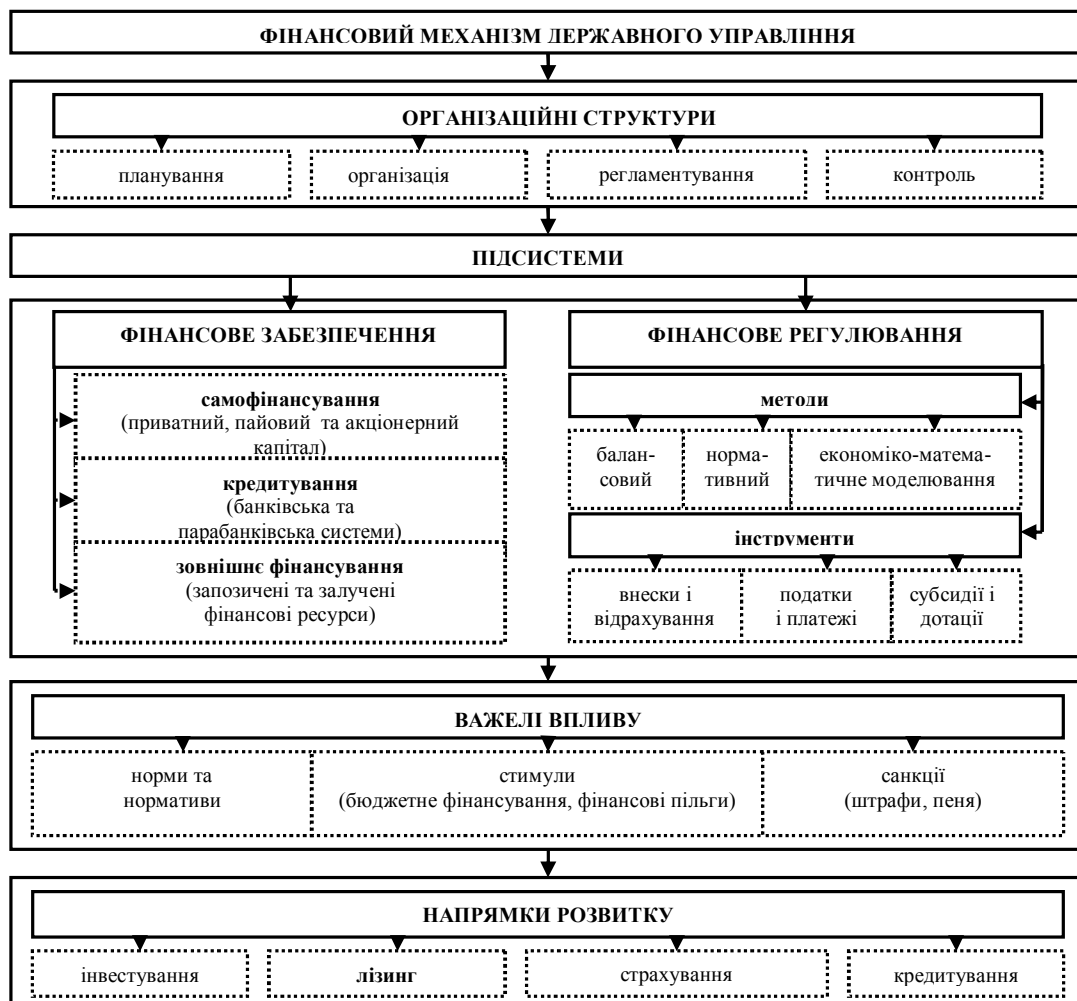 ФІНАНСОВИЙ МЕХАНІЗМ ДЕРЖАВНОГО УПРАВЛІННЯ
ОРГАНІЗАЦІЙНІ СТРУКТУРИ
планування
організація
регламентування
контроль
ПІДСИСТЕМИ
ФІНАНСОВЕ ЗАБЕЗПЕЧЕННЯ
самофінансування
(приватний, пайовий та акціонерний
капітал)
кредитування
(банківська та
парабанківська системи)
зовнішнє фінансування
(запозичені та залучені
фінансові ресурси)
ФІНАНСОВЕ РЕГУЛЮВАННЯ
методи
балан-
совий
норма-
тивний
економіко-матема-
тичне моделювання
інструменти
внески і
відрахування
податки
і платежі
субсидії і
дотації
ВАЖЕЛІ ВПЛИВУ
норми та
нормативи
стимули
(бюджетне фінансування, фінансові пільги)
санкції
(штрафи, пеня)
НАПРЯМКИ РОЗВИТКУ
інвестування
лізинг
страхування
кредитування